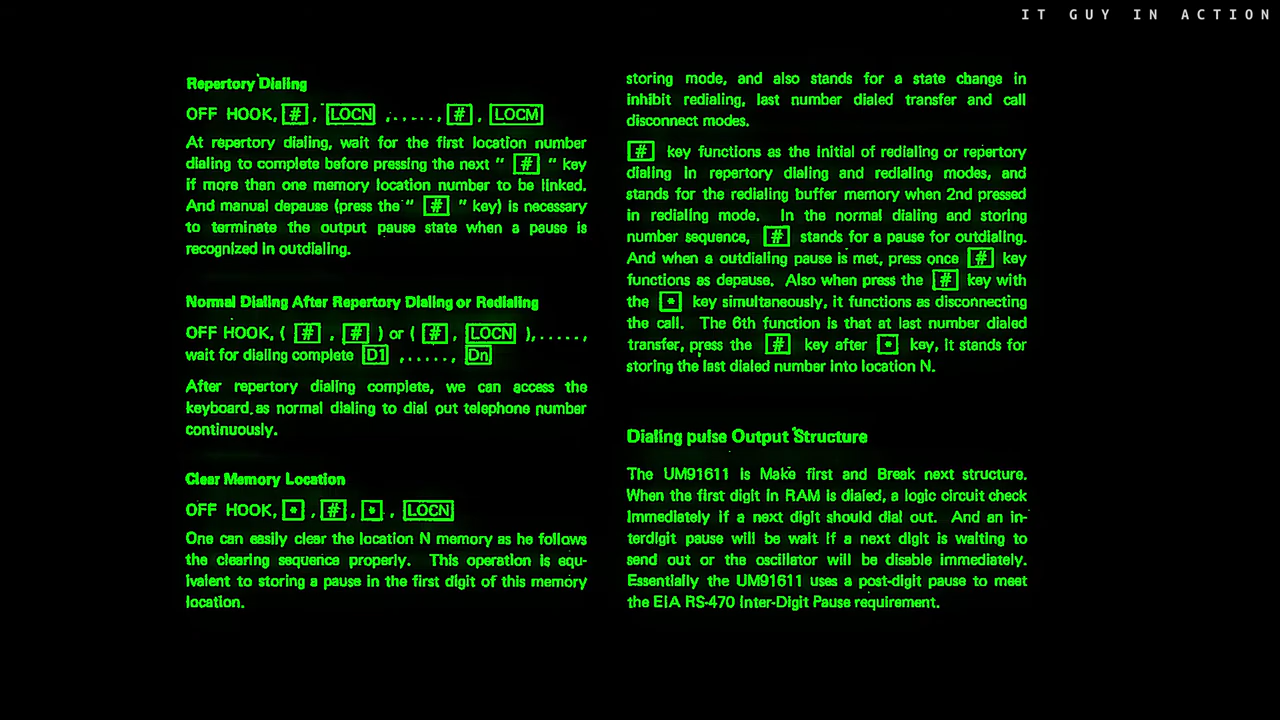 IT GUY IN ACTION
Repertory Dialing
OFF HOOK, [#], [LOCN] ,....., [#], [LOCM]
At repertory dialing, wait for the first location number
dialing to complete before pressing the next " [#] " key
if more than one memory location number to be linked.
And manual depause (press the " [#] " key) is necessary
to terminate the output pause state when a pause is
recognized in outdialing.
Normal Dialing After Repertory Dialing or Redialing
OFF HOOK, ( [#] , [#] ) or ( [#] , [LOCN] ),.....,
wait for dialing complete [D1] ,....., [Dn]
After repertory dialing complete, we can access the
keyboard as normal dialing to dial out telephone number
continuously.
Clear Memory Location
OFF HOOK, [*] , [#] , [*] , [LOCN]
One can easily clear the location N memory as he follows
the clearing sequence properly. This operation is equ-
ivalent to storing a pause in the first digit of this memory
location.
storing mode, and also stands for a state change in
inhibit redialing, last number dialed transfer and call
disconnect modes.
[#] key functions as the initial of redialing or repertory
dialing in repertory dialing and redialing modes, and
stands for the redialing buffer memory when 2nd pressed
in redialing mode. In the normal dialing and storing
number sequence, [#] stands for a pause for outdialing.
And when a outdialing pause is met, press once [#] key
functions as depause. Also when press the [#] key with
the [*] key simultaneously, it functions as disconnecting
the call. The 6th function is that at last number dialed
transfer, press the [#] key after [*] key, it stands for
storing the last dialed number into location N.
Dialing pulse Output Structure
The UM91611 is Make first and Break next structure.
When the first digit in RAM is dialed, a logic circuit check
immediately if a next digit should dial out. And an in-
terdigit pause will be wait if a next digit is waiting to
send out or the oscillator will be disable immediately.
Essentially the UM91611 uses a post-digit pause to meet
the EIA RS-470 Inter-Digit Pause requirement.